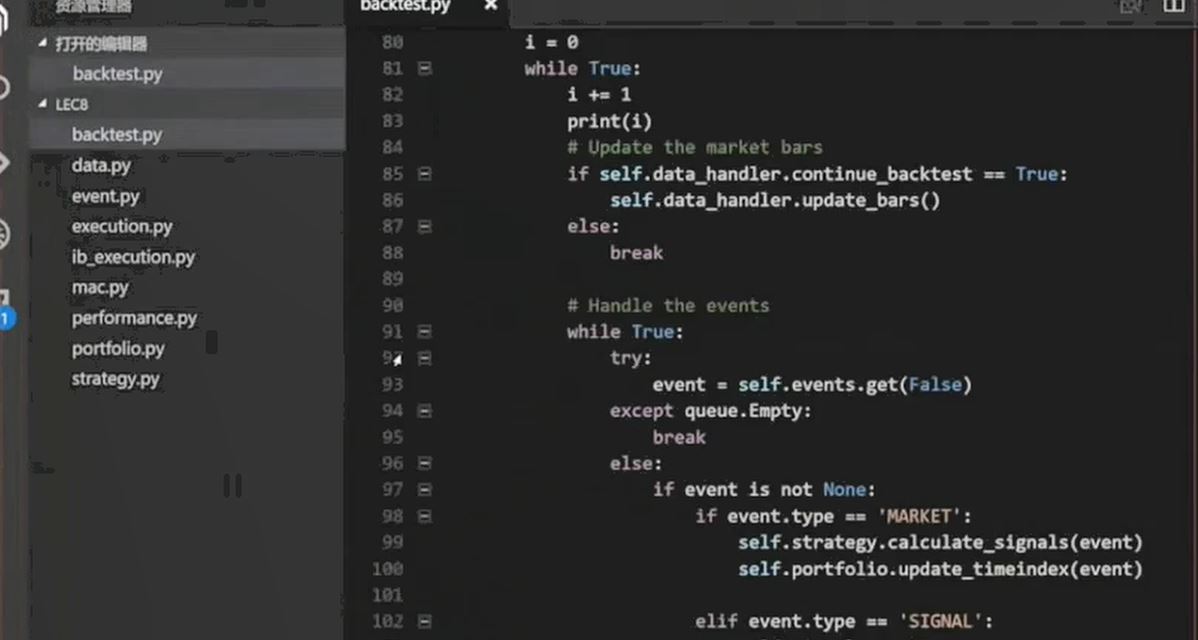 资源管理器
打开的编辑器
backtest.py
LEC8
backtest.py
data.py
event.py
execution.py
ib_execution.py
mac.py
performance.py
portfolio.py
strategy.py
1
backtest.py
80 i = 0
81 while True:
82 i += 1
83 print(i)
84 # Update the market bars
85 if self.data_handler.continue_backtest == True:
86 self.data_handler.update_bars()
87 else:
88 break
89
90 # Handle the events
91 while True:
92 try:
93 event = self.events.get(False)
94 except queue.Empty:
95 break
96 else:
97 if event is not None:
98 if event.type == 'MARKET':
99 self.strategy.calculate_signals(event)
100 self.portfolio.update_timeindex(event)
101
102 elif event.type == 'SIGNAL':